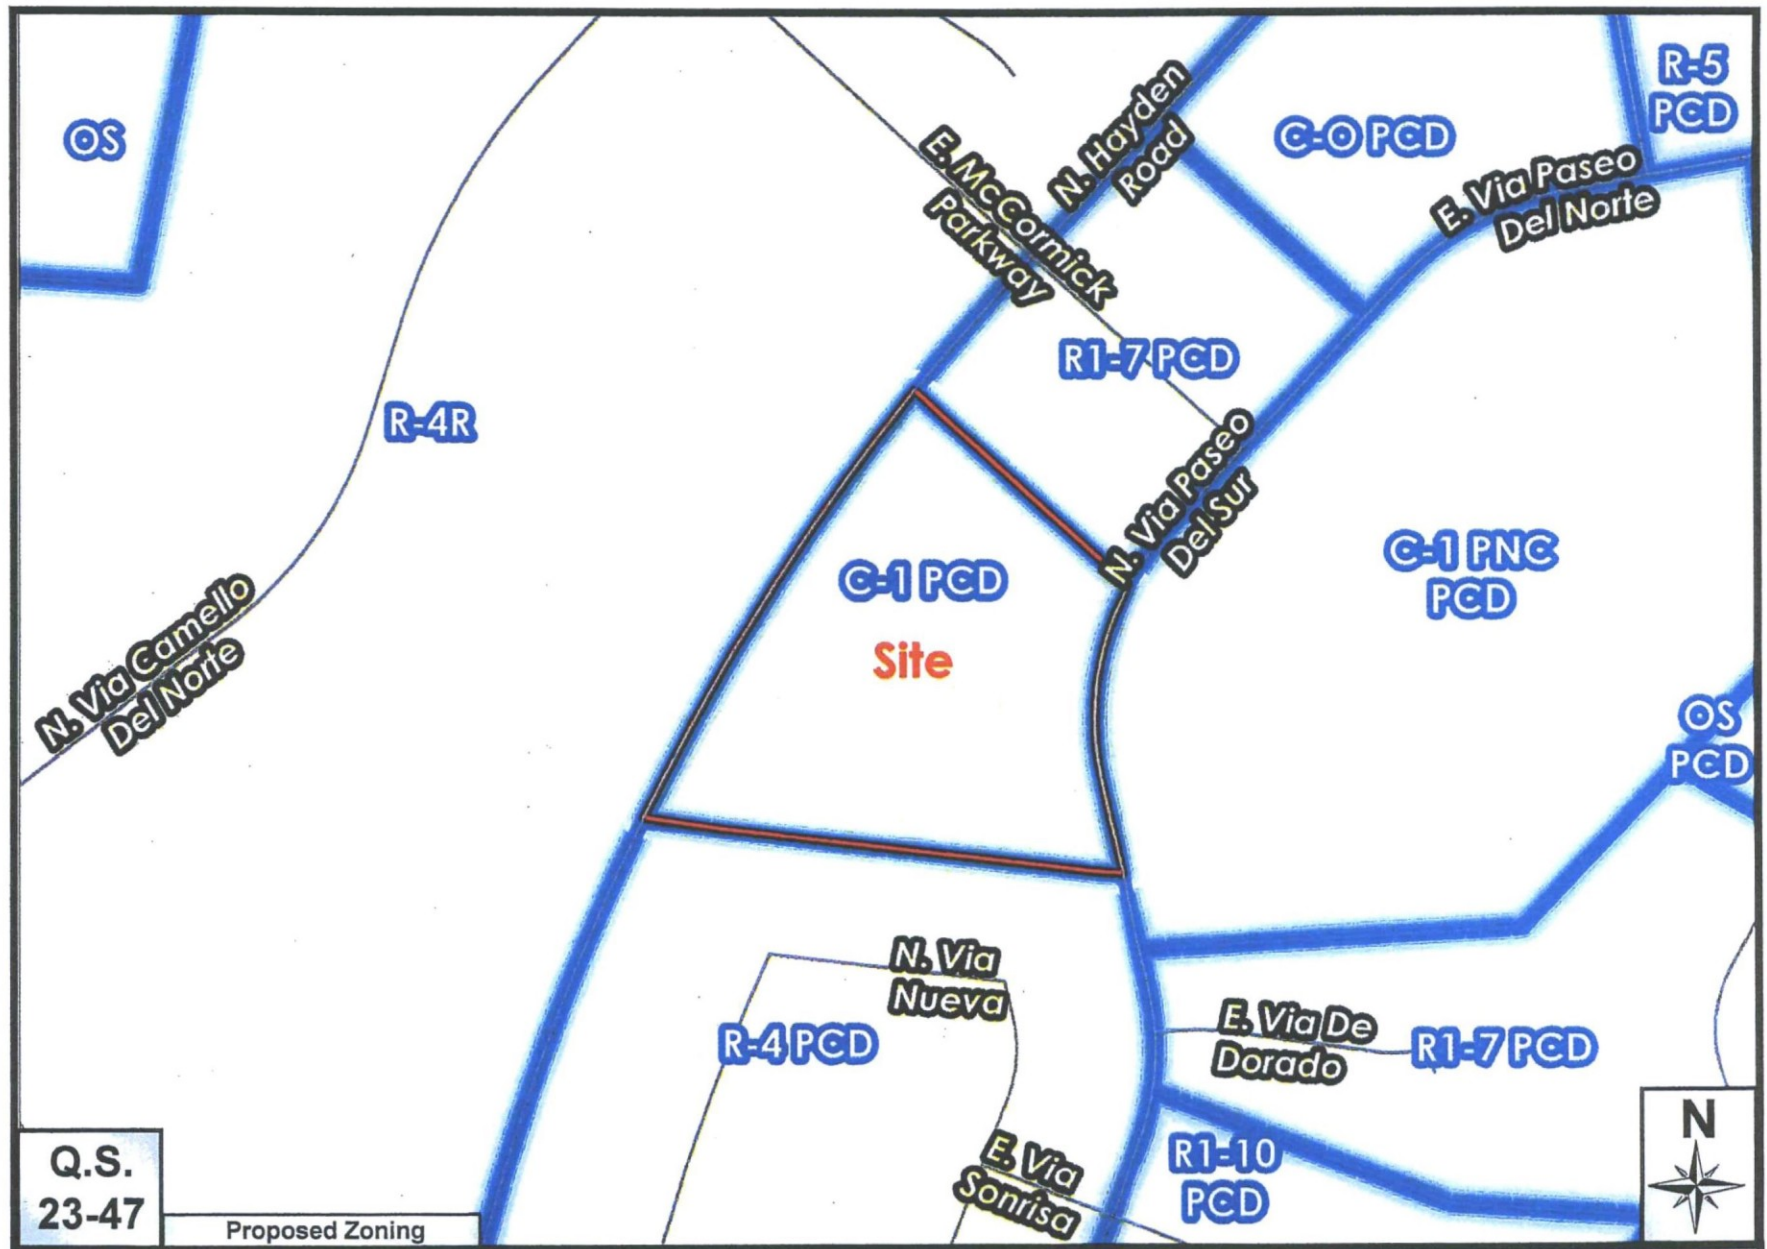 OS
R-5
PCD
C-O PCD
N. Hayden
Road
E. McCormick
Parkway
E. Via Paseo
Del Norte
R1-7 PCD
R-4R
N. Via Paseo
Del Sur
C-1 PCD
Site
C-1 PNC
PCD
N. Via Camello
Del Norte
OS
PCD
N. Via
Nueva
R-4 PCD
E. Via De
Dorado
R1-7 PCD
E. Via
Sonrisa
R1-10
PCD
N
Q.S.
23-47
Proposed Zoning